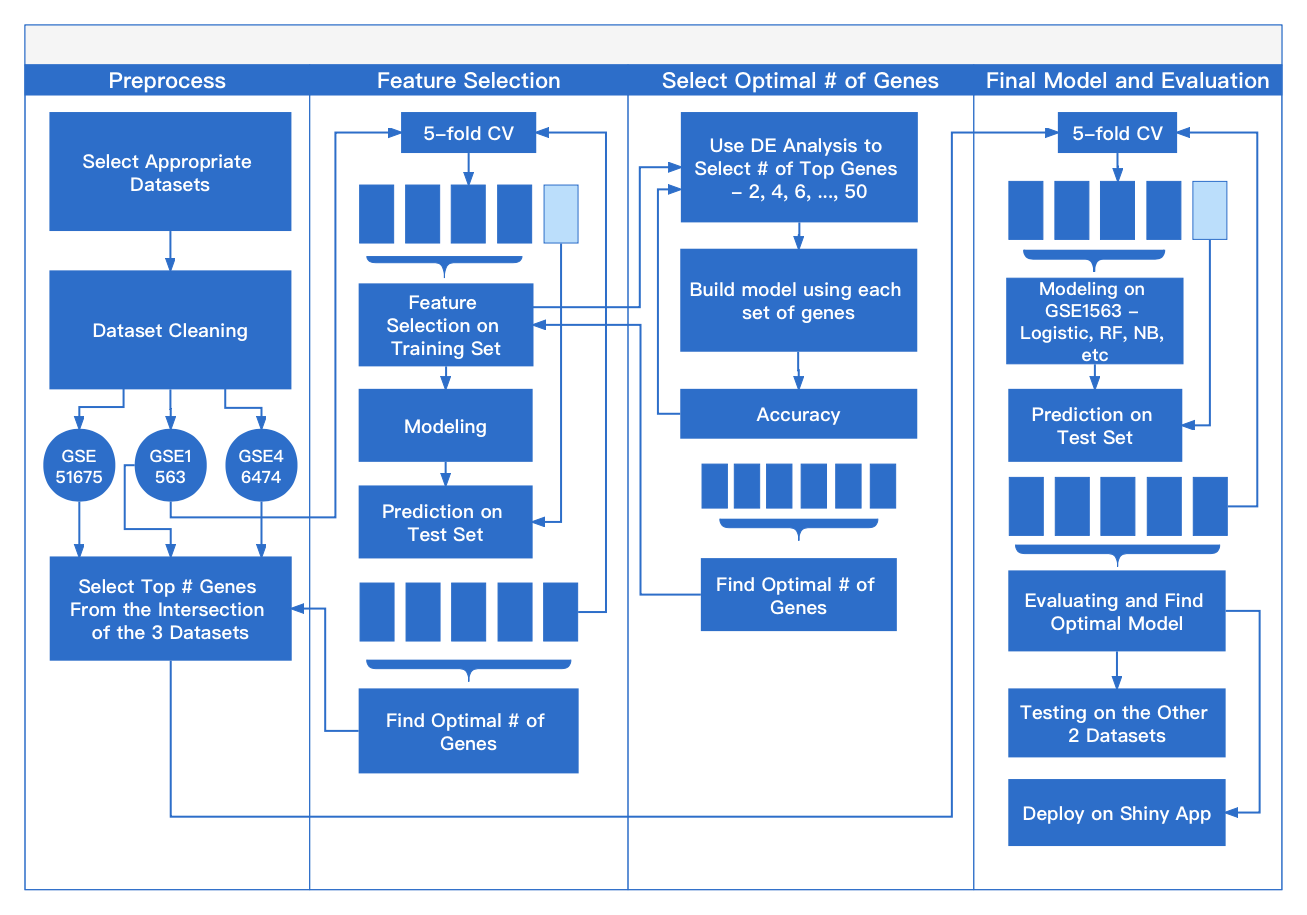 Preprocess
Feature Selection
Select Optimal # of Genes
Final Model and Evaluation
Select Appropriate
Datasets
Dataset Cleaning
GSE
51675
GSE1
563
GSE4
6474
Select Top # Genes
From the Intersection
of the 3 Datasets
5-fold CV
Feature
Selection on
Training Set
Modeling
Prediction on
Test Set
Find Optimal # of
Genes
Use DE Analysis to
Select # of Top Genes
– 2, 4, 6, ..., 50
Build model using each
set of genes
Accuracy
Find Optimal # of
Genes
5-fold CV
Modeling on
GSE1563 –
Logistic, RF, NB,
etc
Prediction on
Test Set
Evaluating and Find
Optimal Model
Testing on the Other
2 Datasets
Deploy on Shiny App